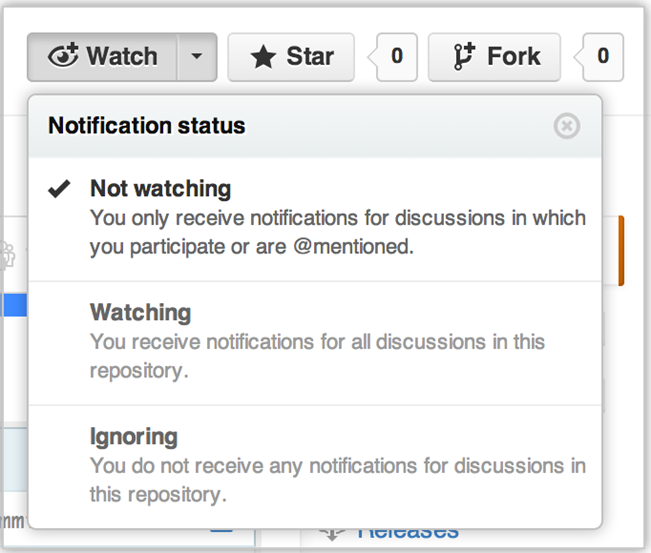 Watch
Star
0
Fork
0
Notification status
Not watching
You only receive notifications for discussions in which
you participate or are @mentioned.
Watching
You receive notifications for all discussions in this
repository.
Ignoring
You do not receive any notifications for discussions in
this repository.
Releases